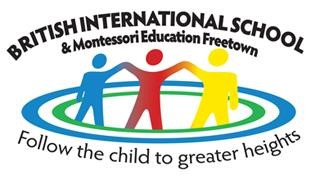 BRITISH INTERNATIONAL SCHOOL
& Montessori Education Freetown
Follow the child to greater heights